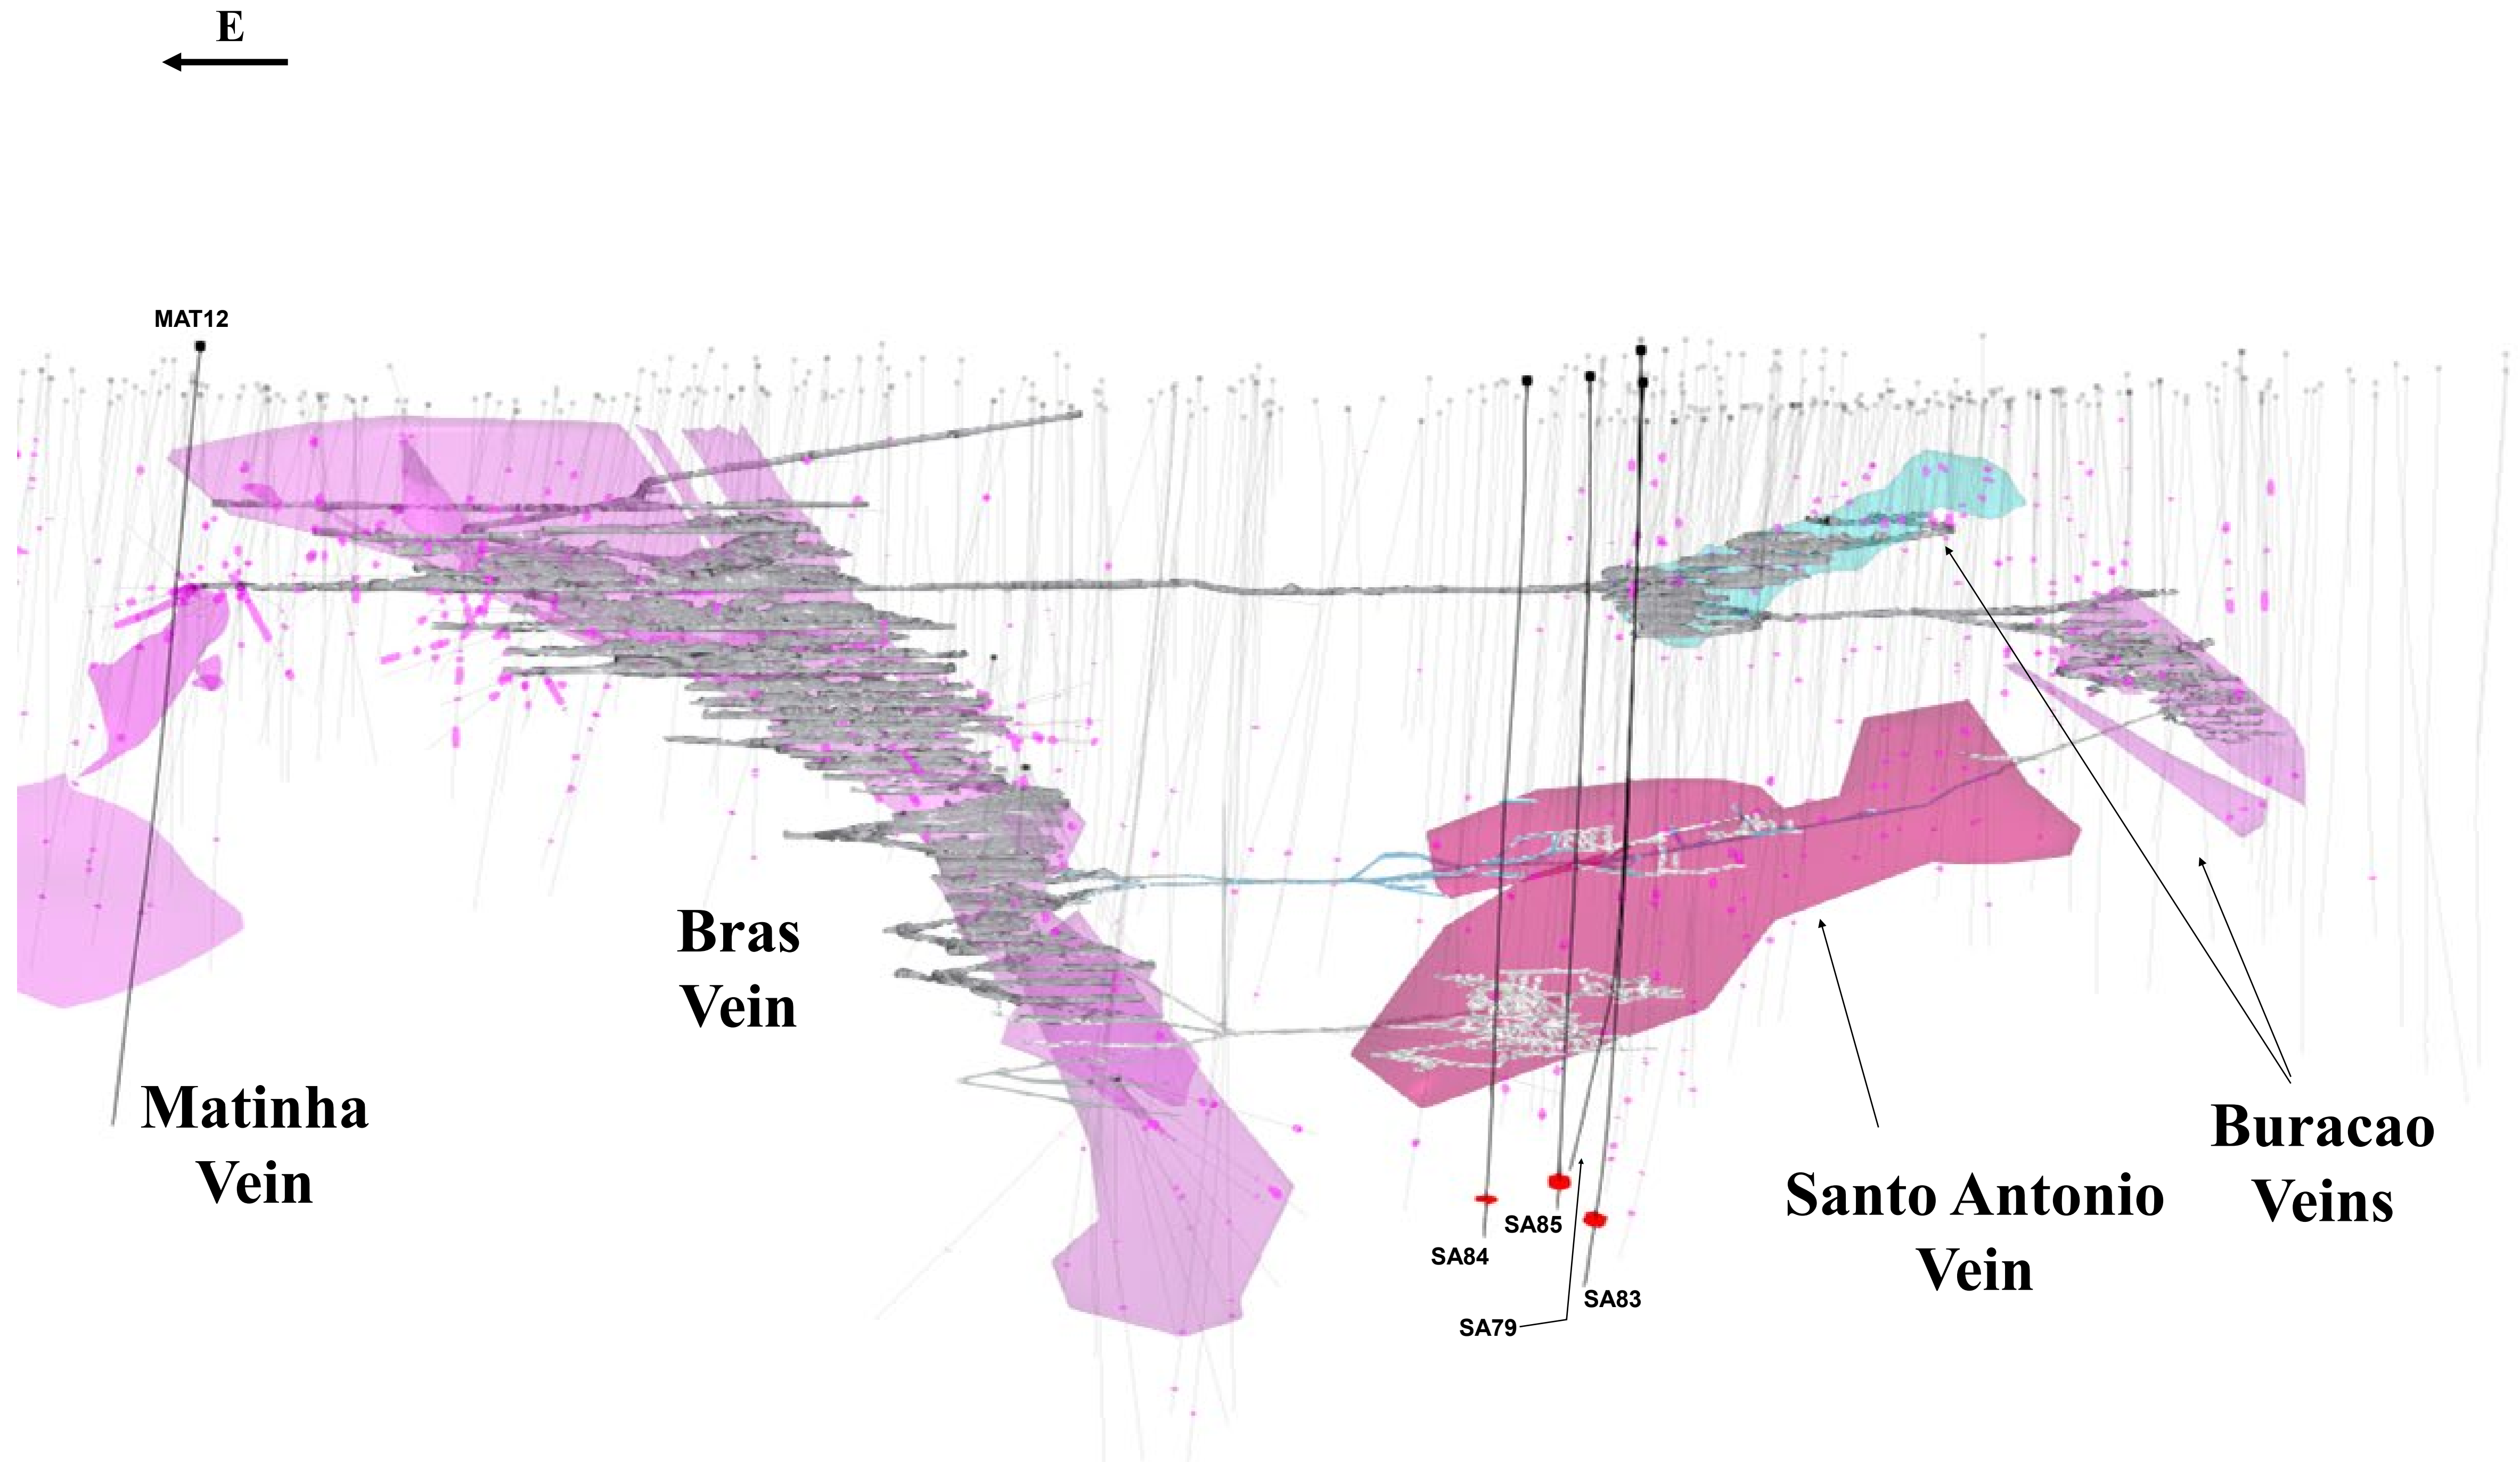 E
MAT12
Bras
Vein
Matinha
Vein
Buracao
Veins
Santo Antonio
Vein
SA85
SA84
SA83
SA79